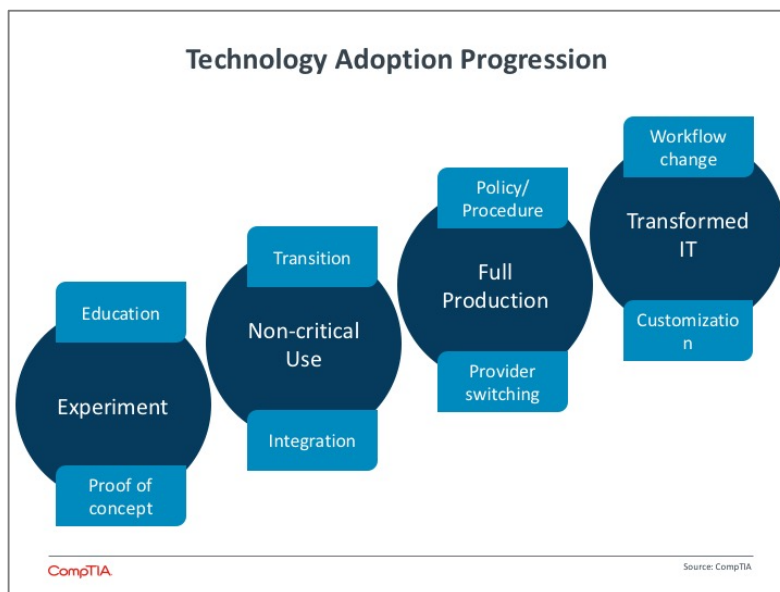 Technology Adoption Progression
Education
Experiment
Proof of
concept
Transition
Non-critical
Use
Integration
Policy/
Procedure
Full
Production
Provider
switching
Workflow
change
Transformed
IT
Customizatio
n
CompTIA
Source: CompTIA